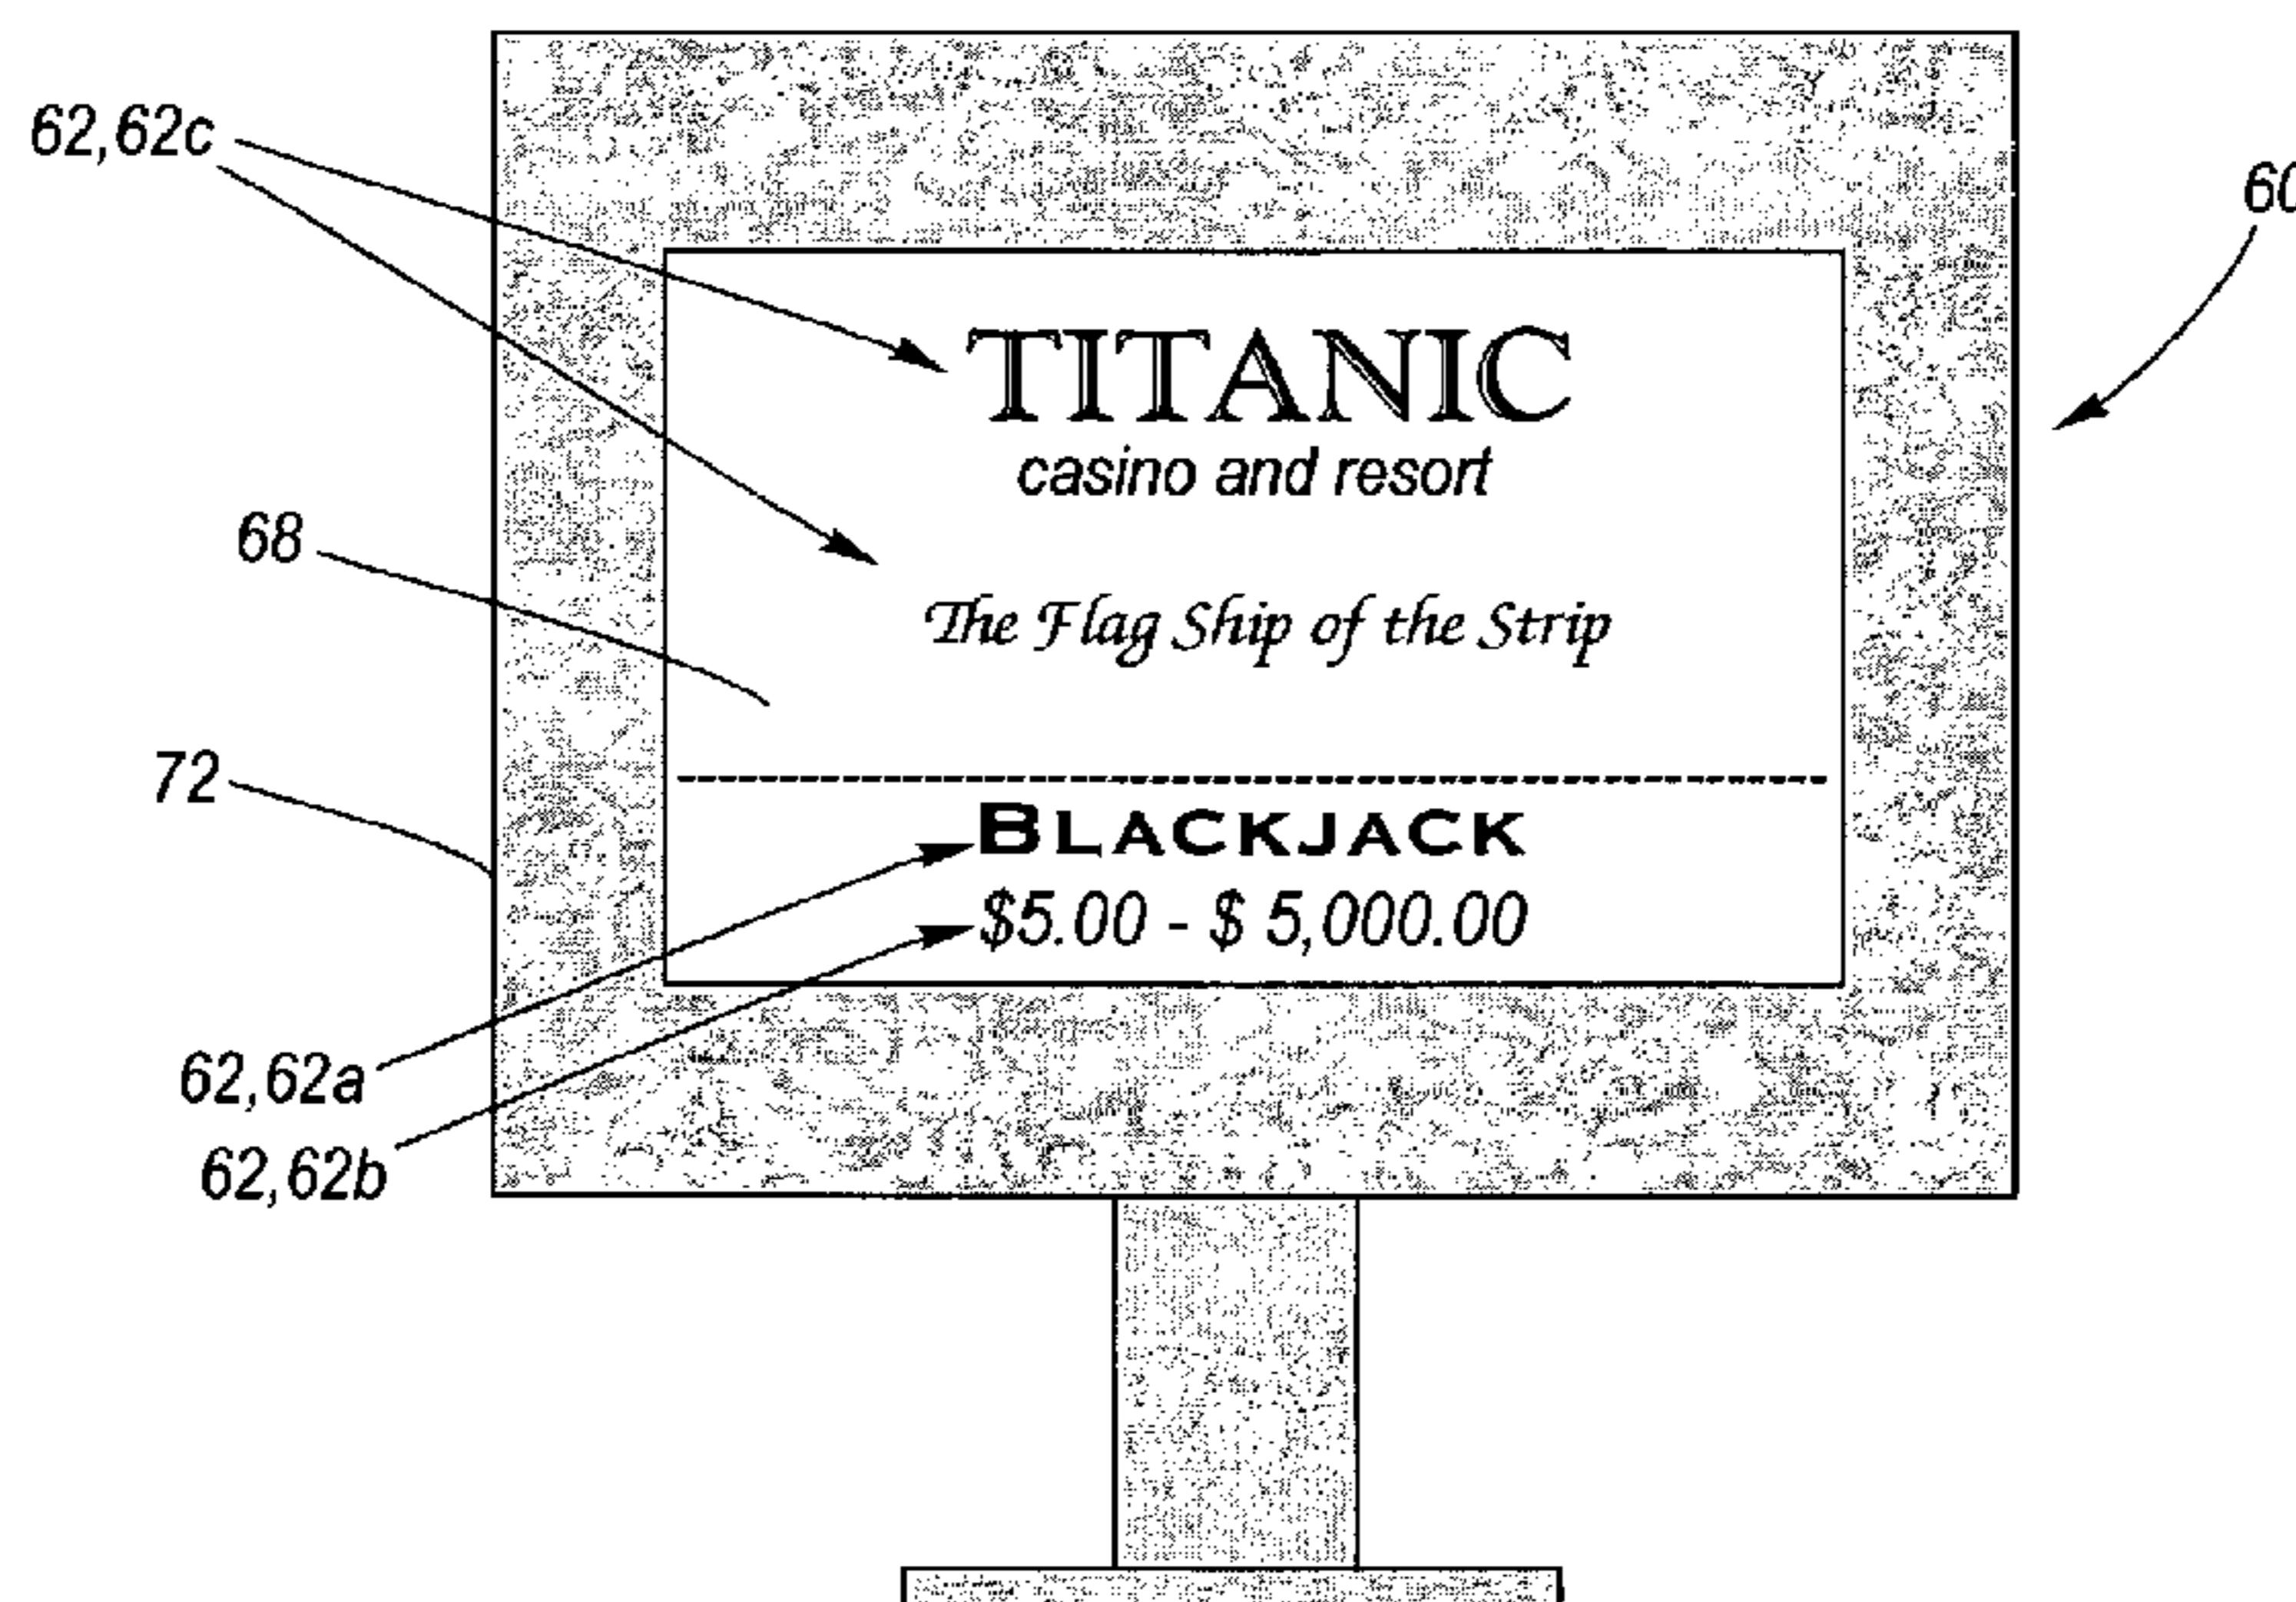 62,62c
60
TITANIC
casino and resort
68
The Flag Ship of the Strip
72
BLACKJACK
$5.00 - $ 5,000.00
62,62a
62,62b